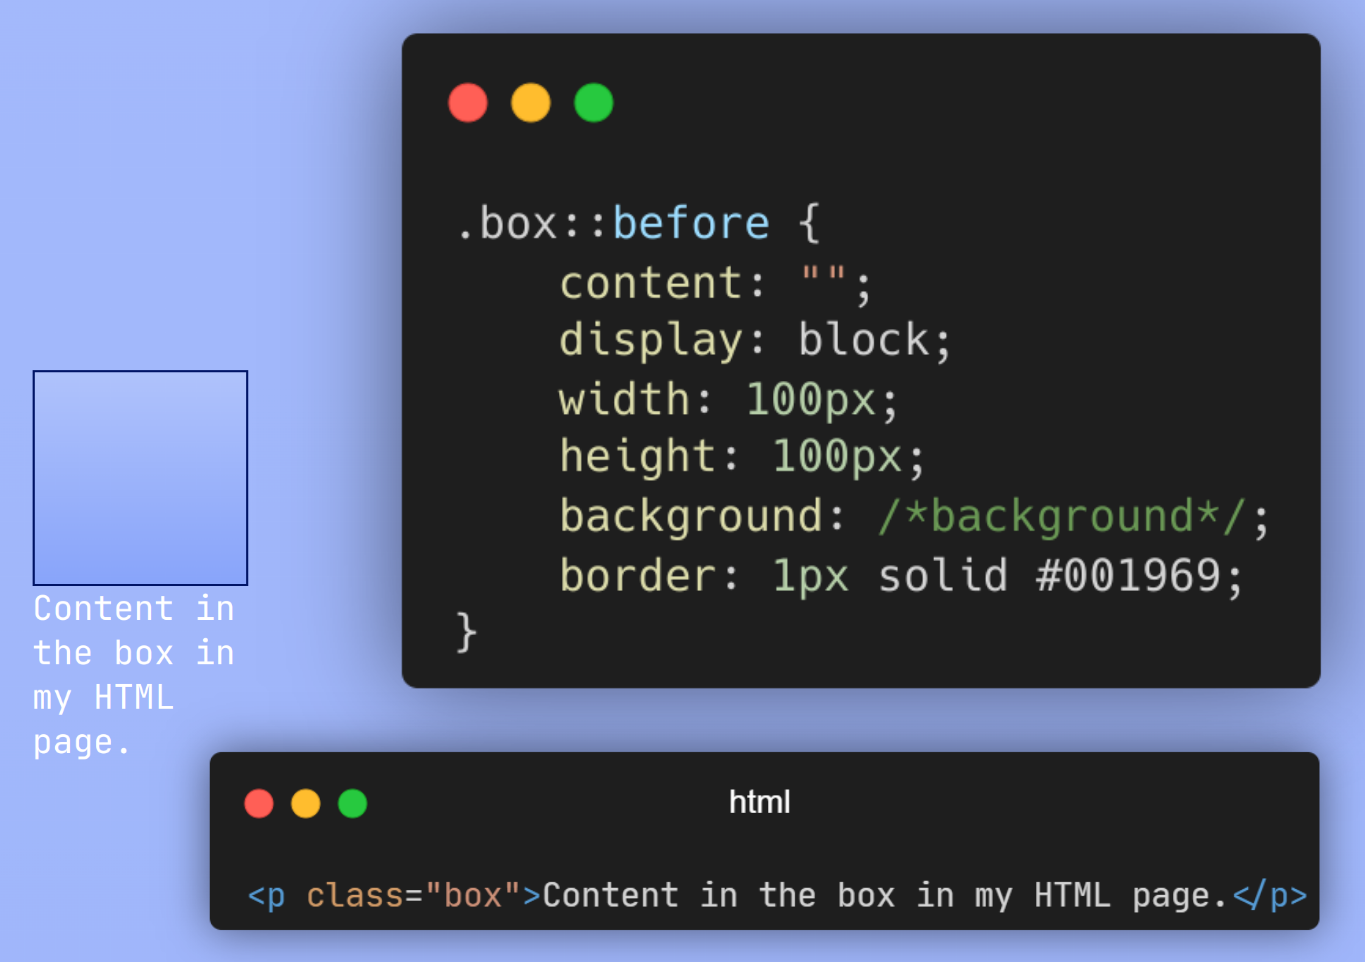 .box::before {
    content: "";
    display: block;
    width: 100px;
    height: 100px;
    background: /*background*/;
    border: 1px solid #001969;
}
Content in
the box in
my HTML
page.
html
<p class="box">Content in the box in my HTML page.</p>